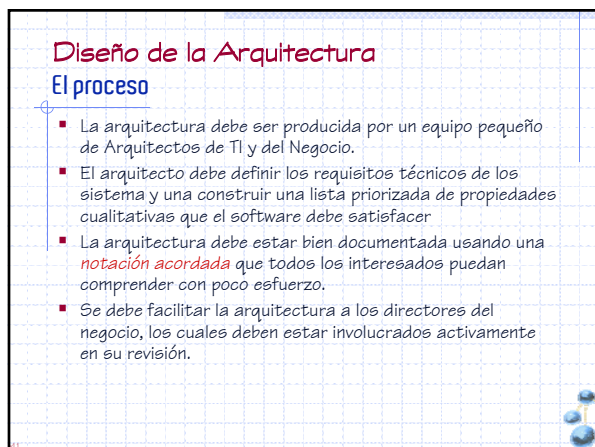 Diseño de la Arquitectura
El proceso
La arquitectura debe ser producida por un equipo pequeño
de Arquitectos de TI y del Negocio.
El arquitecto debe definir los requisitos técnicos de los
sistema y una construir una lista priorizada de propiedades
cualitativas que el software debe satisfacer
La arquitectura debe estar bien documentada usando una
notación acordada que todos los interesados puedan
comprender con poco esfuerzo.
Se debe facilitar la arquitectura a los directores del
negocio, los cuales deben estar involucrados activamente
en su revisión.